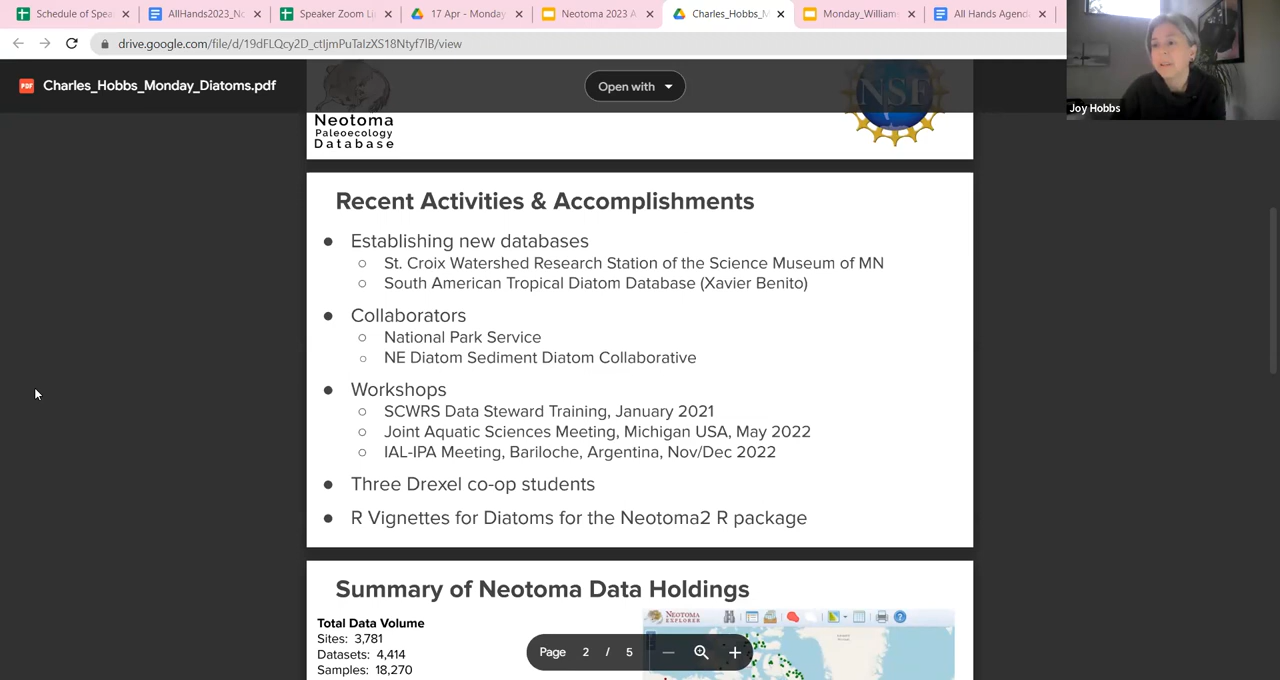 Schedule of Spea
AllHands2023_No
Speaker Zoom Li
17 Apr - Monday
Neotoma 2023 A
Charles_Hobbs_M
Monday_William
All Hands Agend
drive.google.com/file/d/19dFLQcy2D_ctIjmPuTaIzXS18Ntyf7lB/view
PDF
Charles_Hobbs_Monday_Diatoms.pdf
Open with
Joy Hobbs
Neotoma
Paleoecology
Database
NSF
Recent Activities & Accomplishments
● Establishing new databases
○ St. Croix Watershed Research Station of the Science Museum of MN
○ South American Tropical Diatom Database (Xavier Benito)
● Collaborators
○ National Park Service
○ NE Diatom Sediment Diatom Collaborative
● Workshops
○ SCWRS Data Steward Training, January 2021
○ Joint Aquatic Sciences Meeting, Michigan USA, May 2022
○ IAL-IPA Meeting, Bariloche, Argentina, Nov/Dec 2022
● Three Drexel co-op students
● R Vignettes for Diatoms for the Neotoma2 R package
Summary of Neotoma Data Holdings
Total Data Volume
Sites: 3,781
Datasets: 4,414
Samples: 18,270
NEOTOMA
EXPLORER
Page 2 / 5